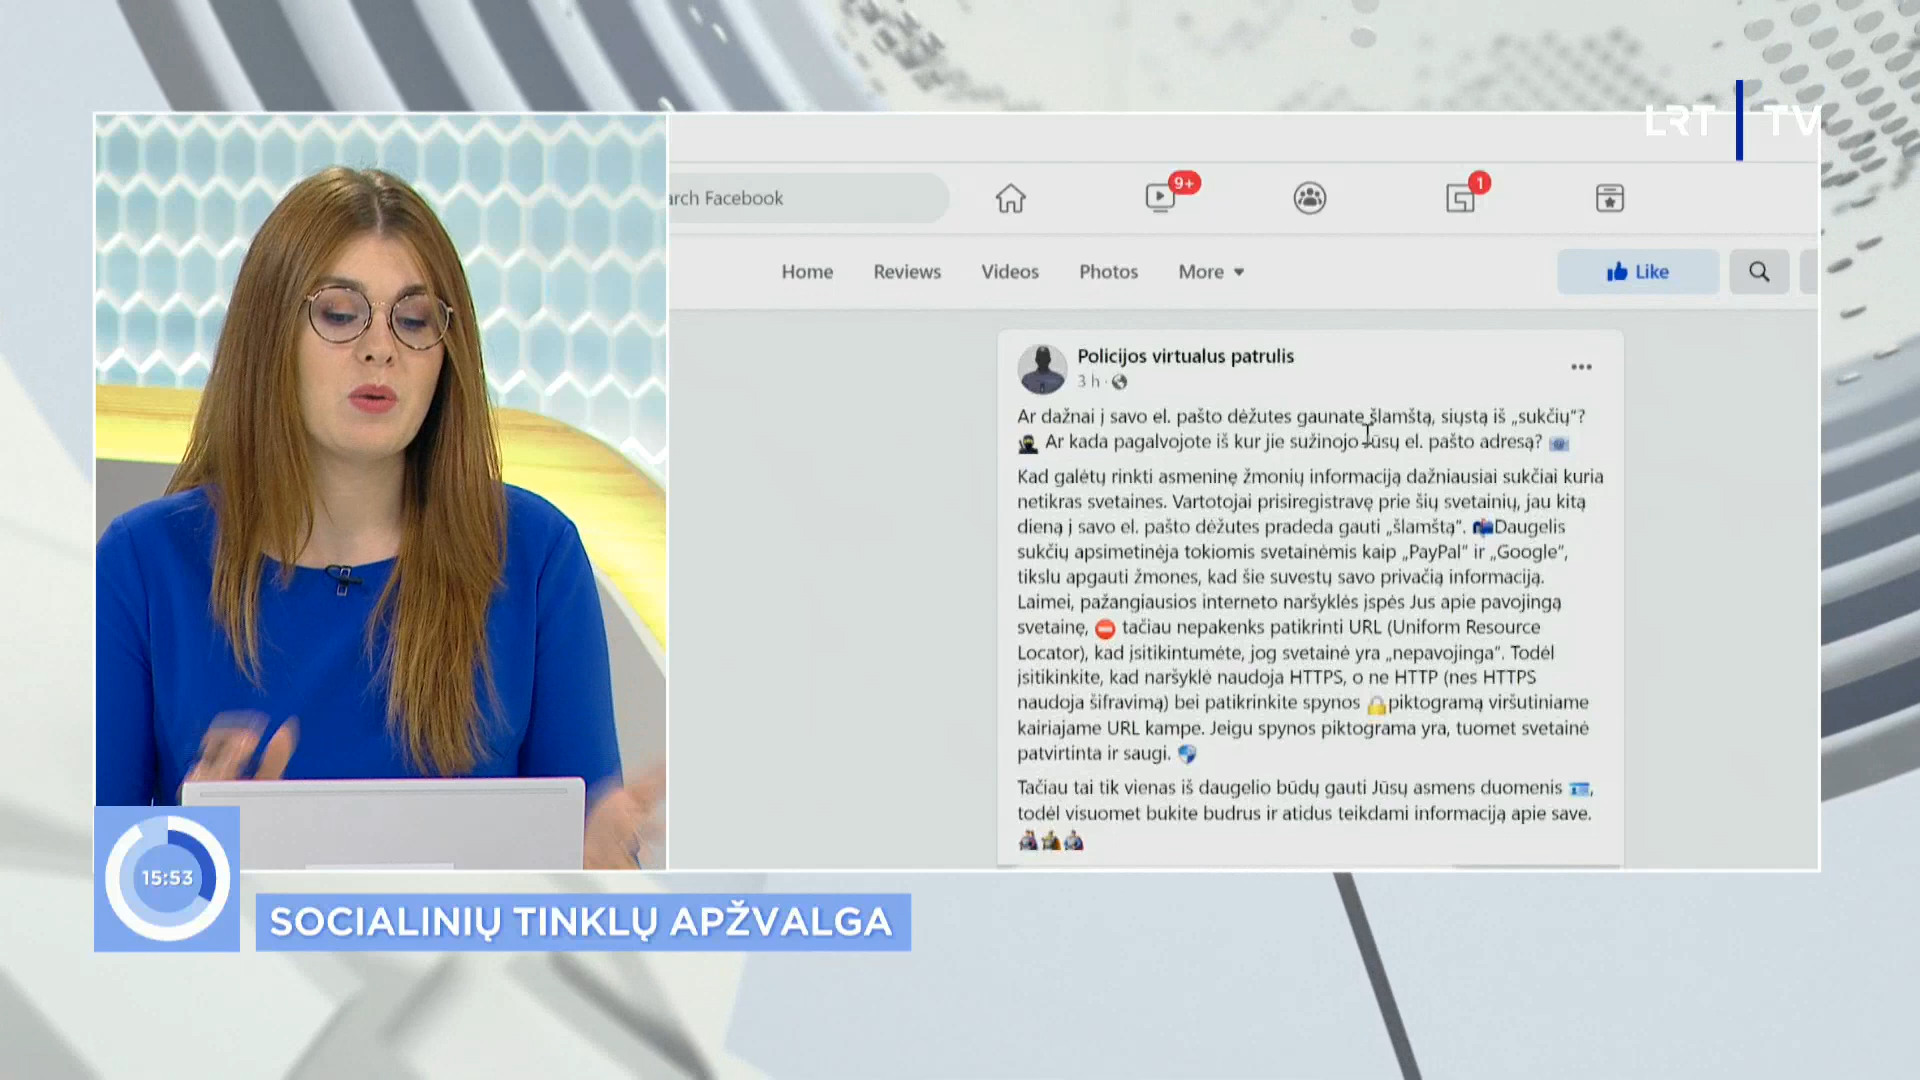 LRT TV
arch Facebook
9+
1
Home Reviews Videos Photos More
Like
Policijos virtualus patrulis
3 h ·
Ar dažnai į savo el. pašto dėžutes gaunate šlamštą, siųstą iš „sukčių“?
Ar kada pagalvojote iš kur jie sužinojo Jūsų el. pašto adresą?
Kad galėtų rinkti asmeninę žmonių informaciją dažniausiai sukčiai kuria
netikras svetaines. Vartotojai prisiregistravę prie šių svetainių, jau kitą
dieną į savo el. pašto dėžutes pradeda gauti „šlamštą“. Daugelis
sukčių apsimetinėja tokiomis svetainėmis kaip „PayPal“ ir „Google“,
tikslu apgauti žmones, kad šie suvestų savo privačią informaciją.
Laimei, pažangiausios interneto naršyklės įspės Jus apie pavojingą
svetainę, tačiau nepakenks patikrinti URL (Uniform Resource
Locator), kad įsitikintumėte, jog svetainė yra „nepavojinga“. Todėl
įsitikinkite, kad naršyklė naudoja HTTPS, o ne HTTP (nes HTTPS
naudoja šifravimą) bei patikrinkite spynos piktogramą viršutiniame
kairiajame URL kampe. Jeigu spynos piktograma yra, tuomet svetainė
patvirtinta ir saugi.
Tačiau tai tik vienas iš daugelio būdų gauti Jūsų asmens duomenis ,
todėl visuomet bukite budrus ir atidus teikdami informaciją apie save.
15:53
SOCIALINIŲ TINKLŲ APŽVALGA